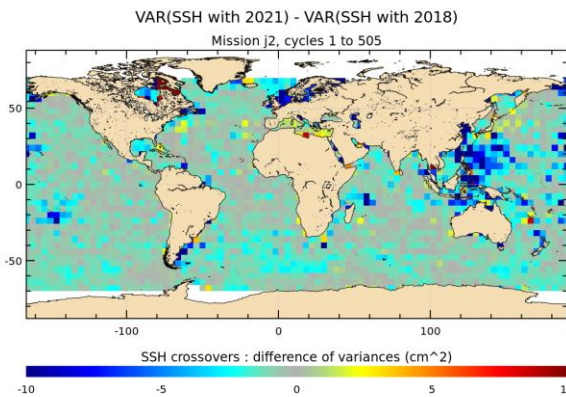 VAR(SSH with 2021) - VAR(SSH with 2018)
Mission j2, cycles 1 to 505
50
0
-50
-100 0 100
SSH crossovers : difference of variances (cm^2)
-10 -5 0 5 1